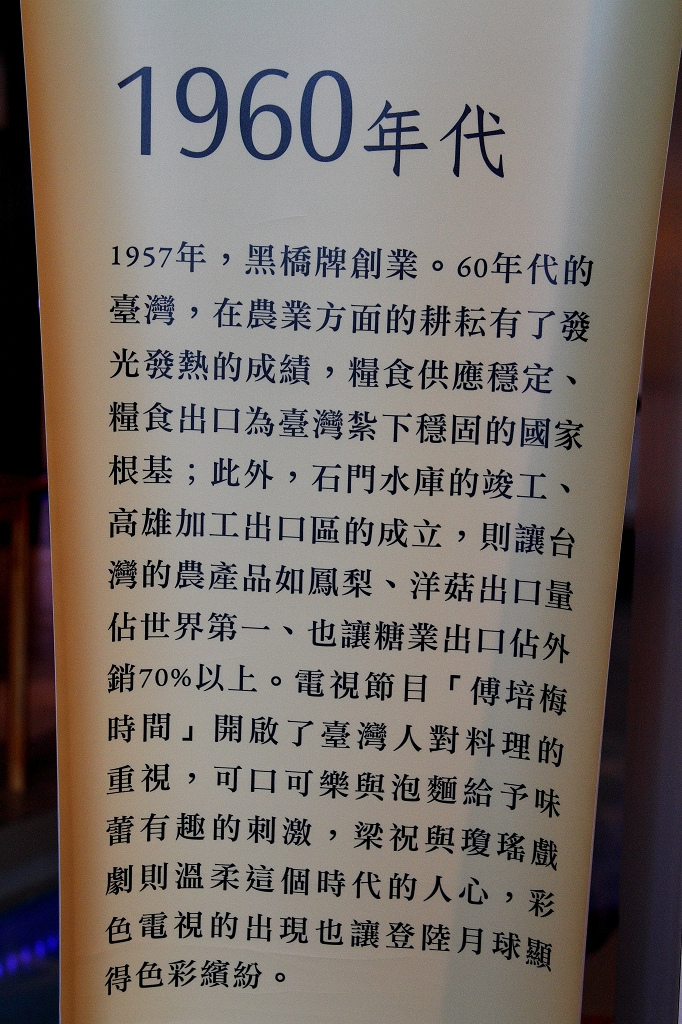 1960年代
1957年，黑橋牌創業。60年代的
臺灣，在農業方面的耕耘有了發
光發熱的成績，糧食供應穩定、
糧食出口為臺灣紮下穩固的國家
根基；此外，石門水庫的竣工、
高雄加工出口區的成立，則讓台
灣的農產品如鳳梨、洋菇出口量
佔世界第一、也讓糖業出口佔外
銷70%以上。電視節目「傅培梅
時間」開啟了臺灣人對料理的
重視，可口可樂與泡麵給予味
蕾有趣的刺激，梁祝與瓊瑤戲
劇則溫柔這個時代的人心，彩
色電視的出現也讓登陸月球顯
得色彩繽紛。